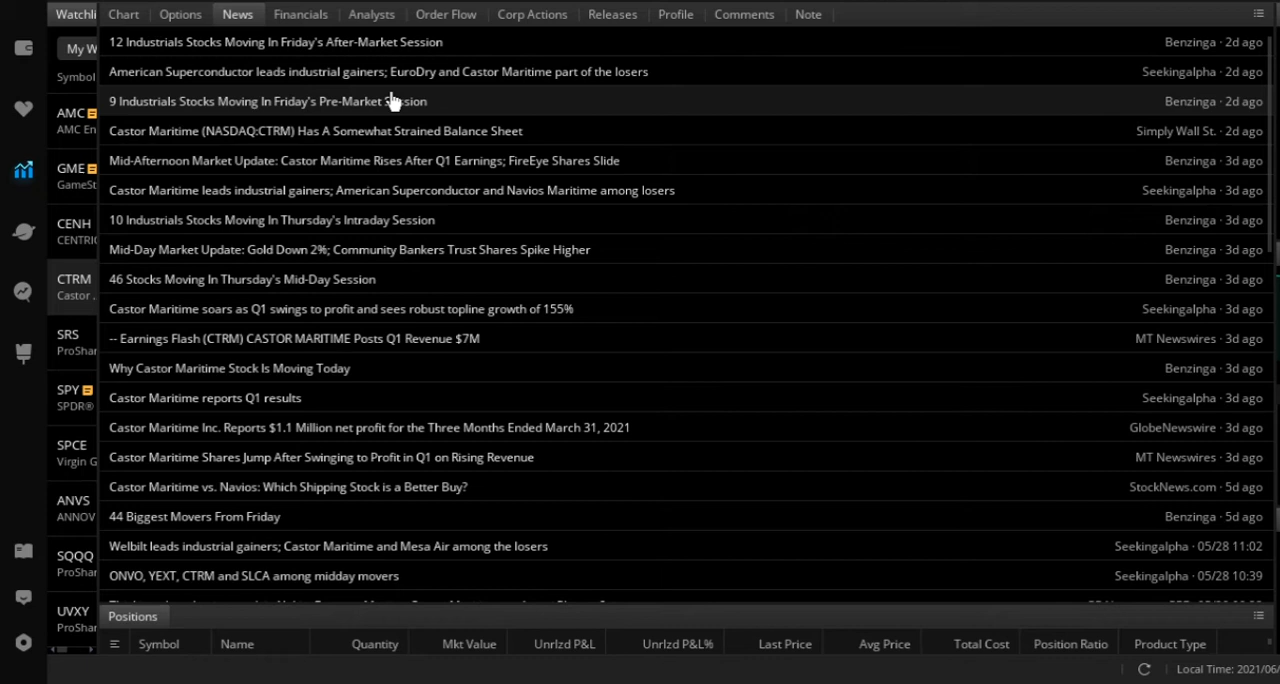 Watchli Chart Options News Financials Analysts Order Flow Corp Actions Releases Profile Comments Note
My W
Symbol
AMC
AMC En
GME
GameSt
CENH
CENTRIC
CTRM
Castor .
SRS
ProShar
SPY
SPDR®
SPCE
Virgin G
ANVS
ANNOV
SQQQ
ProShar
UVXY
ProShar
12 Industrials Stocks Moving In Friday's After-Market Session Benzinga · 2d ago
American Superconductor leads industrial gainers; EuroDry and Castor Maritime part of the losers Seekingalpha · 2d ago
9 Industrials Stocks Moving In Friday's Pre-Market Session Benzinga · 2d ago
Castor Maritime (NASDAQ:CTRM) Has A Somewhat Strained Balance Sheet Simply Wall St. · 2d ago
Mid-Afternoon Market Update: Castor Maritime Rises After Q1 Earnings; FireEye Shares Slide Benzinga · 3d ago
Castor Maritime leads industrial gainers; American Superconductor and Navios Maritime among losers Seekingalpha · 3d ago
10 Industrials Stocks Moving In Thursday's Intraday Session Benzinga · 3d ago
Mid-Day Market Update: Gold Down 2%; Community Bankers Trust Shares Spike Higher Benzinga · 3d ago
46 Stocks Moving In Thursday's Mid-Day Session Benzinga · 3d ago
Castor Maritime soars as Q1 swings to profit and sees robust topline growth of 155% Seekingalpha · 3d ago
-- Earnings Flash (CTRM) CASTOR MARITIME Posts Q1 Revenue $7M MT Newswires · 3d ago
Why Castor Maritime Stock Is Moving Today Benzinga · 3d ago
Castor Maritime reports Q1 results Seekingalpha · 3d ago
Castor Maritime Inc. Reports $1.1 Million net profit for the Three Months Ended March 31, 2021 GlobeNewswire · 3d ago
Castor Maritime Shares Jump After Swinging to Profit in Q1 on Rising Revenue MT Newswires · 3d ago
Castor Maritime vs. Navios: Which Shipping Stock is a Better Buy? StockNews.com · 5d ago
44 Biggest Movers From Friday Benzinga · 5d ago
Welbilt leads industrial gainers; Castor Maritime and Mesa Air among the losers Seekingalpha · 05/28 11:02
ONVO, YEXT, CTRM and SLCA among midday movers Seekingalpha · 05/28 10:39
Positions
Symbol Name Quantity Mkt Value Unrlzd P&L Unrlzd P&L% Last Price Avg Price Total Cost Position Ratio Product Type
Local Time: 2021/06/